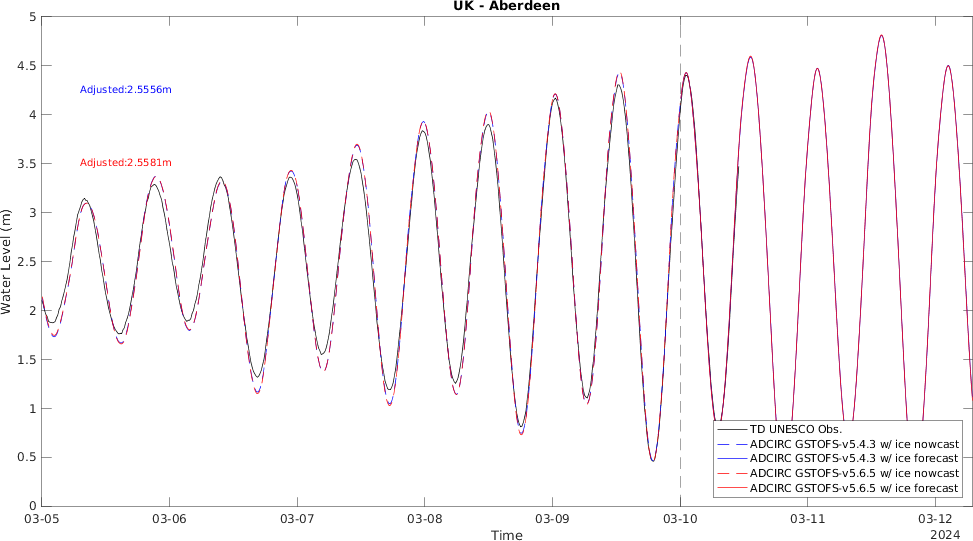 UK - Aberdeen
5
4.5
4
3.5
3
2.5
2
1.5
1
0.5
0
Water Level (m)
Adjusted:2.5556m
Adjusted:2.5581m
TD UNESCO Obs.
ADCIRC GSTOFS-v5.4.3 w/ ice nowcast
ADCIRC GSTOFS-v5.4.3 w/ ice forecast
ADCIRC GSTOFS-v5.6.5 w/ ice nowcast
ADCIRC GSTOFS-v5.6.5 w/ ice forecast
03-05 03-06 03-07 03-08 03-09 03-10 03-11 03-12
Time
2024